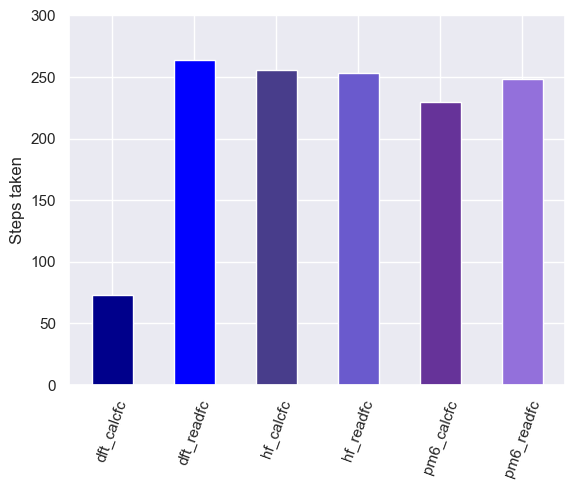 300
250
200
150
100
50
0
Steps taken
dft_calcfc
dft_readfc
hf_calcfc
hf_readfc
pm6_calcfc
pm6_readfc